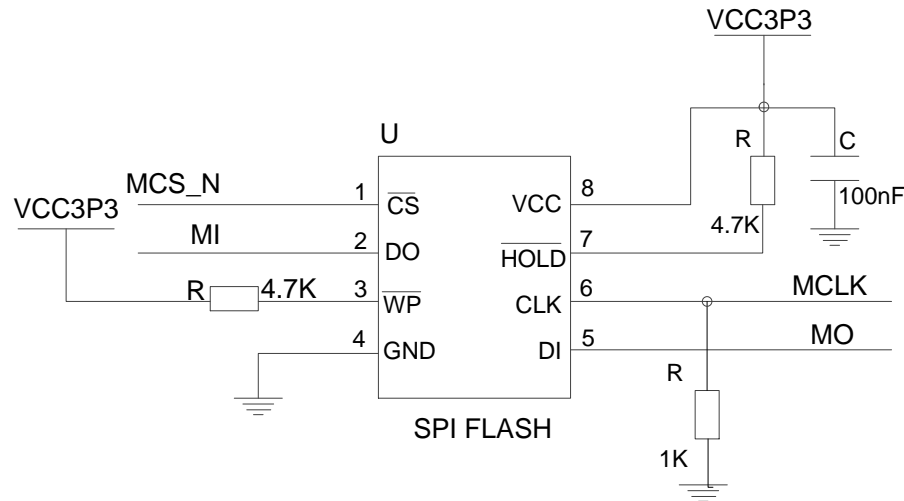 VCC3P3
U
R
C
MCS_N
1
CS
VCC
8
100nF
VCC3P3
MI
2
DO
HOLD
7
4.7K
R
4.7K
3
WP
CLK
6
MCLK
4
GND
DI
5
MO
R
SPI FLASH
1K